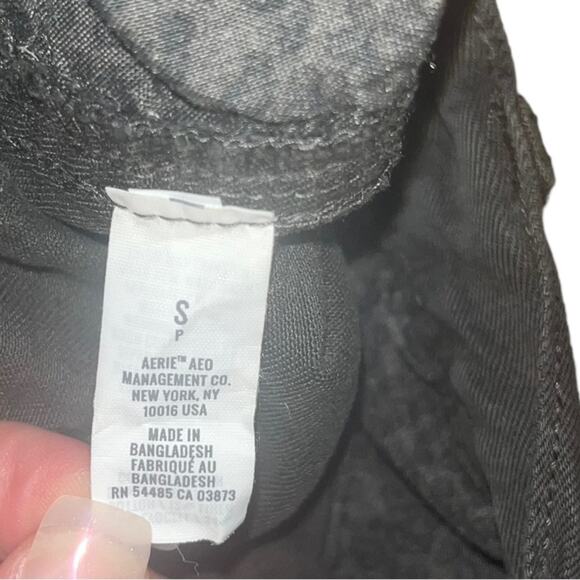 S
P
AERIE™ AEO
MANAGEMENT CO.
NEW YORK, NY
10016 USA
MADE IN
BANGLADESH
FABRIQUÉ AU
BANGLADESH
RN 54485 CA 03873